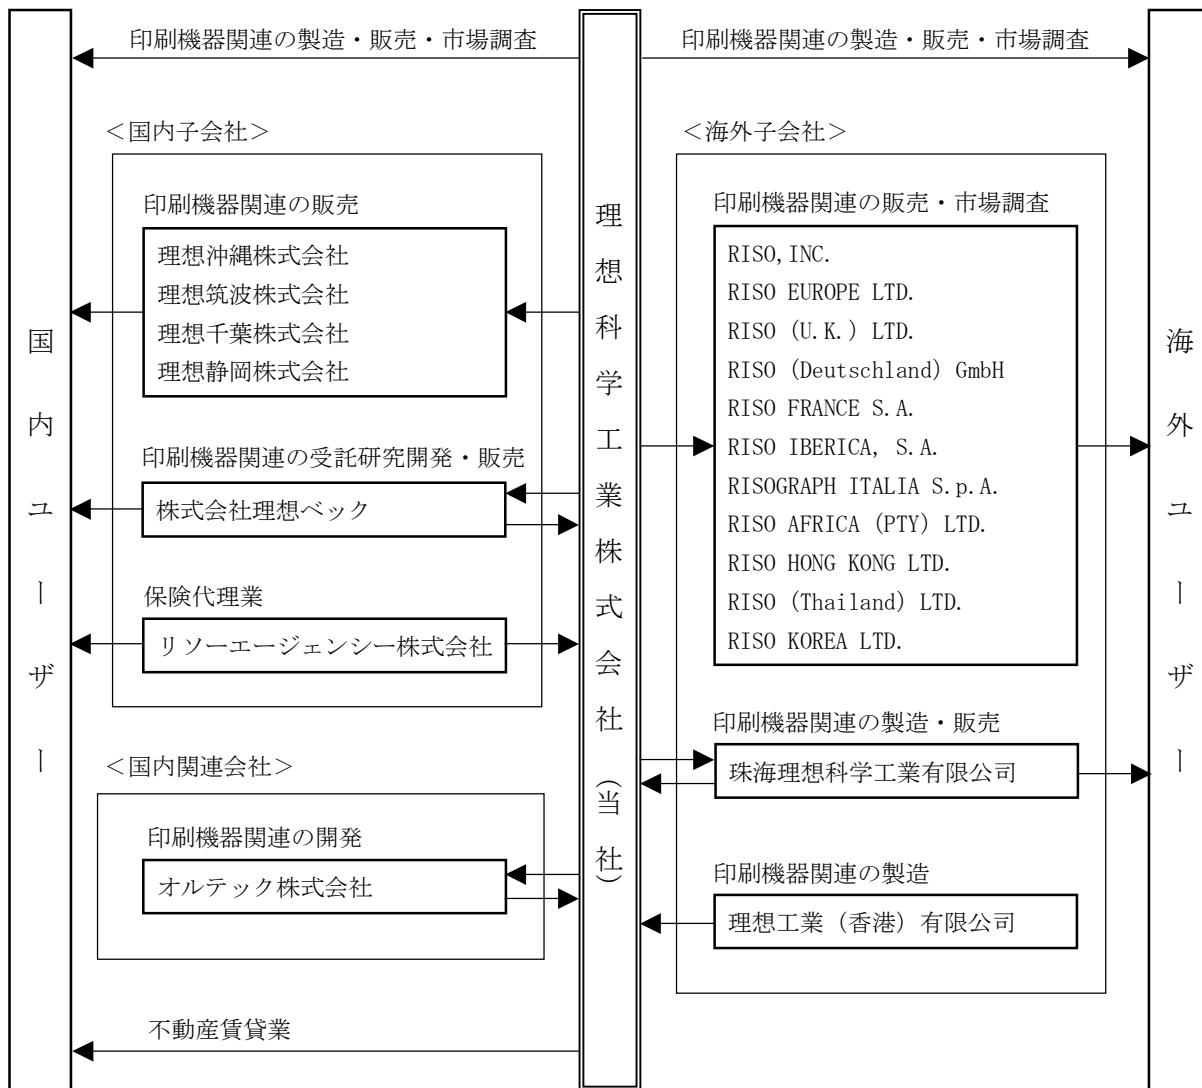 印刷機器関連の製造・販売・市場調査
印刷機器関連の製造・販売・市場調査
国内ユーザー
＜国内子会社＞
印刷機器関連の販売
理想沖縄株式会社
理想筑波株式会社
理想千葉株式会社
理想静岡株式会社
印刷機器関連の受託研究開発・販売
株式会社理想ベック
保険代理業
リソーエージェンシー株式会社
＜国内関連会社＞
印刷機器関連の開発
オルテック株式会社
不動産賃貸業
理想科学工業株式会社（当社）
＜海外子会社＞
印刷機器関連の販売・市場調査
RISO,INC.
RISO EUROPE LTD.
RISO (U.K.) LTD.
RISO (Deutschland) GmbH
RISO FRANCE S.A.
RISO IBERICA, S.A.
RISOGRAPH ITALIA S.p.A.
RISO AFRICA (PTY) LTD.
RISO HONG KONG LTD.
RISO (Thailand) LTD.
RISO KOREA LTD.
印刷機器関連の製造・販売
珠海理想科学工業有限公司
印刷機器関連の製造
理想工業（香港）有限公司
海外ユーザー